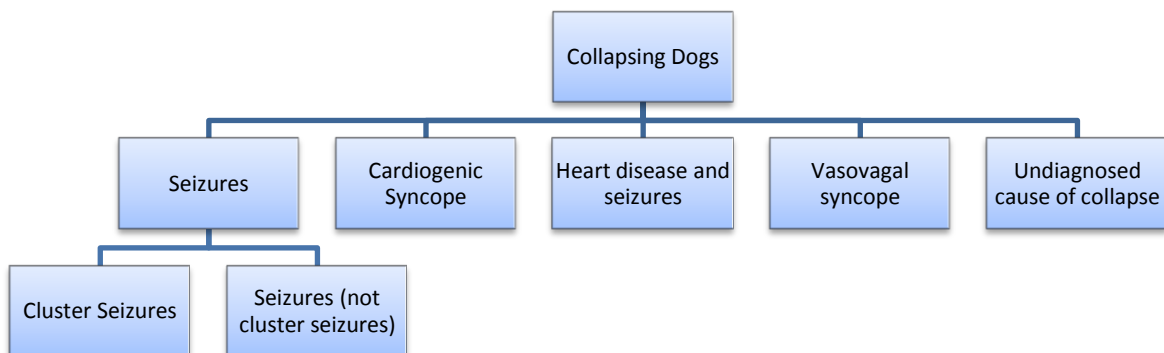 Collapsing Dogs
Seizures
Cardiogenic
Syncope
Heart disease and
seizures
Vasovagal
syncope
Undiagnosed
cause of collapse
Cluster Seizures
Seizures (not
cluster seizures)